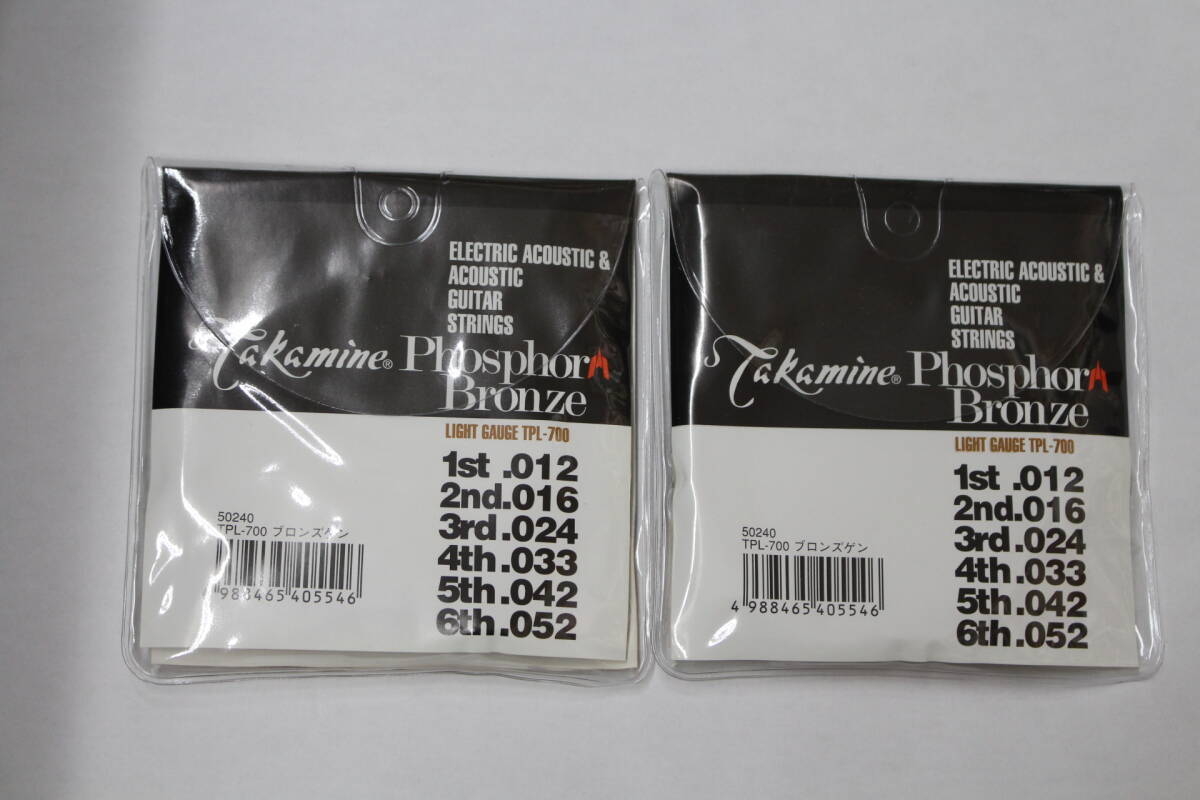 ELECTRIC ACOUSTIC &
ACOUSTIC
GUITAR
STRINGS
Takamine® Phosphor
Bronze
LIGHT GAUGE TPL-700
1st .012
2nd.016
3rd.024
4th.033
5th.042
6th.052
50240
TPL-700 ブロンズゲン
988465 405546
ELECTRIC ACOUSTIC &
ACOUSTIC
GUITAR
STRINGS
Takamine® Phosphor
Bronze
LIGHT GAUGE TPL-700
1st .012
2nd.016
3rd.024
4th.033
5th.042
6th.052
50240
TPL-700 ブロンズゲン
4 988465 405546